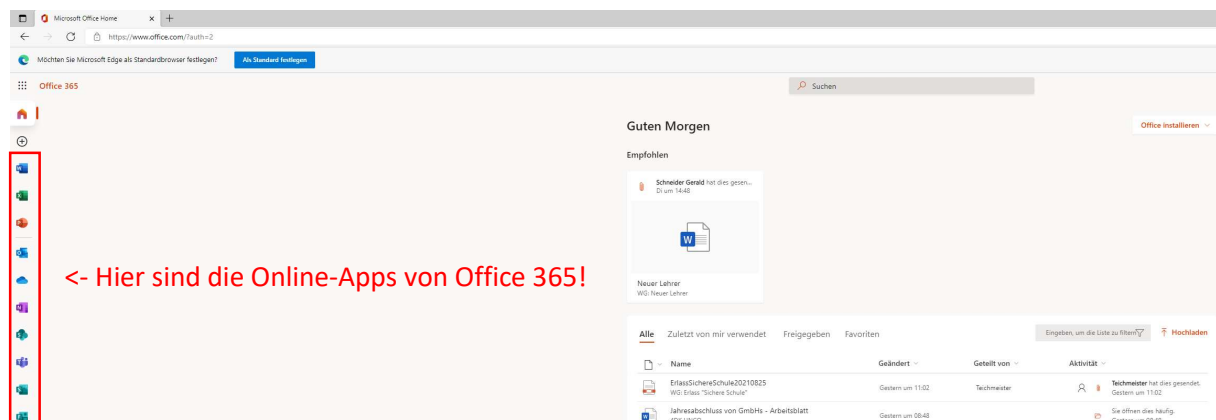 Microsoft Office Home
https://www.office.com/?auth=2
Möchten Sie Microsoft Edge als Standardbrowser festlegen? Als Standard festlegen
Office 365
Suchen
Guten Morgen
Office installieren
Empfohlen
Schneider Gerald hat dies gesen...
Di um 14:48
<- Hier sind die Online-Apps von Office 365!
Neuer Lehrer
WG: Neuer Lehrer
Alle Zuletzt von mir verwendet Freigegeben Favoriten
Eingeben, um die Liste zu filtern Hochladen
Name Geändert Geteilt von Aktivität
ErlassSichereSchule20210825
WG: Erlass "Sichere Schule"
Gestern um 11:02 Teichmeister
Teichmeister hat dies gesendet.
Gestern um 11:02
Jahresabschluss von GmbHs - Arbeitsblatt
Gestern um 08:48
Sie öffnen dies häufig.